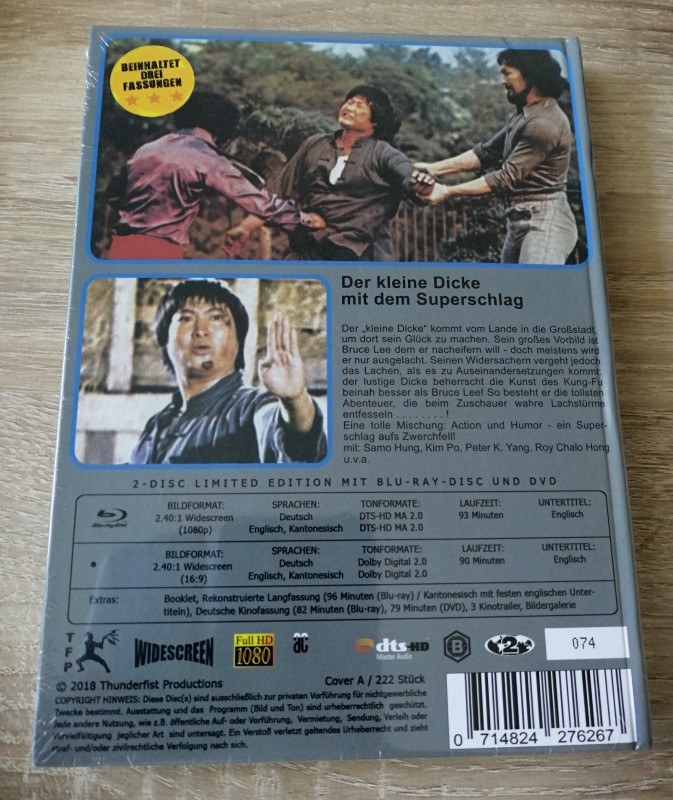 BEINHALTET
DREI
FASSUNGEN
Der kleine Dicke
mit dem Superschlag
Der „kleine Dicke" kommt vom Lande in die Großstadt,
um dort sein Glück zu machen. Sein großes Vorbild ist
Bruce Lee dem er nacheifern will - doch meistens wird
er nur ausgelacht. Seinen Widersachern vergeht jedoch
das Lachen, als es zu Auseinandersetzungen kommt:
der lustige Dicke beherrscht die Kunst des Kung-Fu
beinah besser als Bruce Lee! So besteht er die tollsten
Abenteuer, die beim Zuschauer wahre Lachstürme
entfesseln . . . . . . . . !
Eine tolle Mischung: Action und Humor - ein Super-
schlag aufs Zwerchfell!
mit: Samo Hung, Kim Po, Peter K. Yang, Roy Chalo Hong
u.v.a.
2-DISC LIMITED EDITION MIT BLU-RAY-DISC UND DVD
Blu-ray Disc
BILDFORMAT: SPRACHEN: TONFORMATE: LAUFZEIT: UNTERTITEL:
2.40:1 Widescreen Deutsch DTS-HD MA 2.0 93 Minuten Englisch
(1080p) Englisch, Kantonesisch DTS-HD MA 2.0
BILDFORMAT: SPRACHEN: TONFORMATE: LAUFZEIT: UNTERTITEL:
2.40:1 Widescreen Deutsch Dolby Digital 2.0 90 Minuten Englisch
(16:9) Englisch, Kantonesisch Dolby Digital 2.0
Extras: Booklet, Rekonstruierte Langfassung (96 Minuten (Blu-ray) / Kantonesisch mit festen englischen Unter-
titeln), Deutsche Kinofassung (82 Minuten (Blu-ray), 79 Minuten (DVD), 3 Kinotrailer, Bildergalerie
TFP WIDESCREEN Full HD 1080 dts-HD Master Audio B 2 074
© 2018 Thunderfist Productions Cover A / 222 Stück
COPYRIGHT HINWEIS: Diese Disc(s) sind ausschließlich zur privaten Vorführung für nichtgewerbliche
Zwecke bestimmt. Ausstattung und das Programm (Bild und Ton) sind urheberrechtlich geschützt.
Jede andere Nutzung, wie z.B. öffentliche Auf- oder Vorführung, Vermietung, Sendung, Verleih oder
Vervielfältigung jeglicher Art sind untersagt. Ein Verstoß verletzt geltendes Urheberrecht und zieht
straf- und/oder zivilrechtliche Verfolgung nach sich.
0 714824 276267